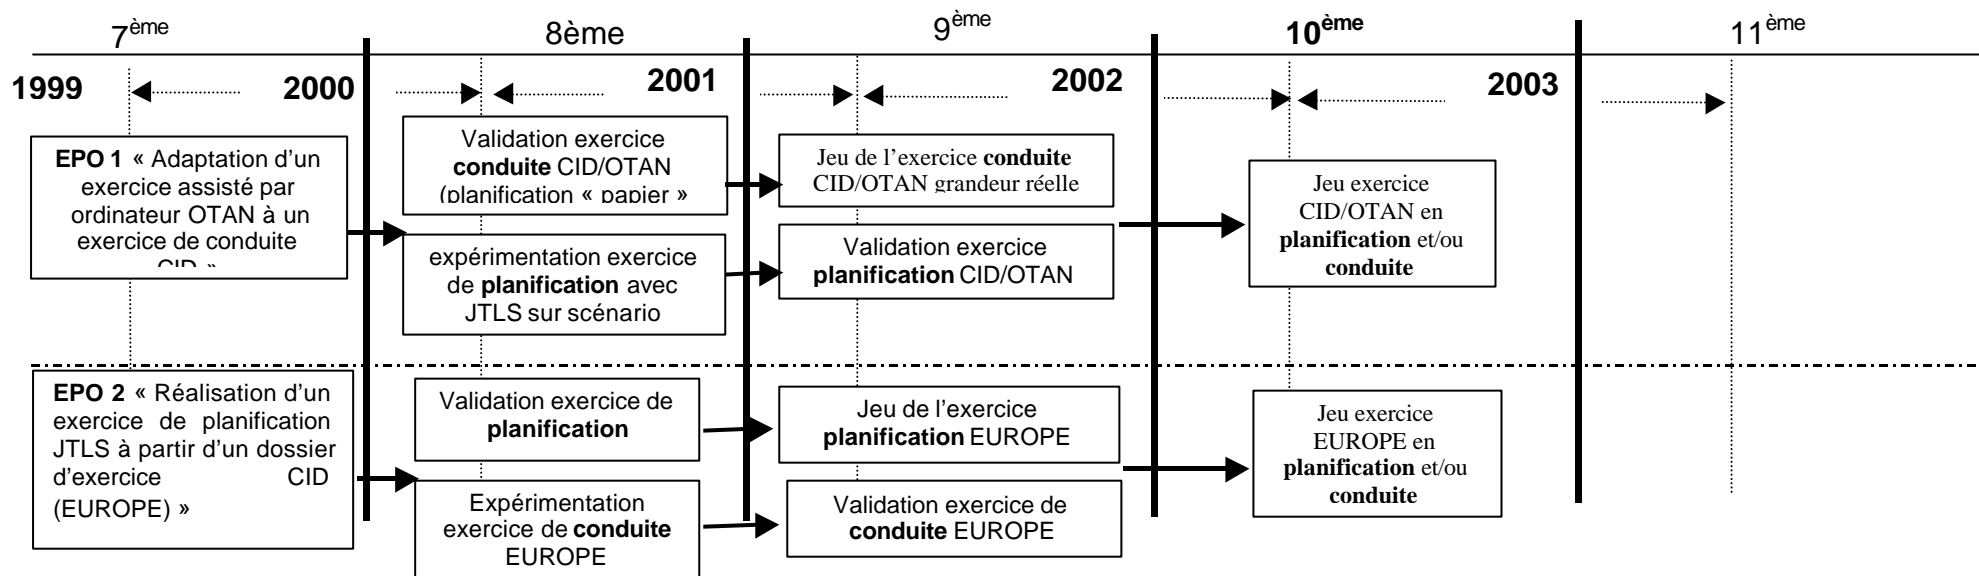 7ème
8ème
9ème
10ème
11ème
1999
2000
2001
2002
2003
EPO 1 « Adaptation d’un
exercice assisté par
ordinateur OTAN à un
exercice de conduite
CID »
Validation exercice
conduite CID/OTAN
(planification « papier »
Jeu de l’exercice conduite
CID/OTAN grandeur réelle
Jeu exercice
CID/OTAN en
planification et/ou
conduite
expérimentation exercice
de planification avec
JTLS sur scénario
Validation exercice
planification CID/OTAN
EPO 2 « Réalisation d’un
exercice de planification
JTLS à partir d’un dossier
d’exercice CID
(EUROPE) »
Validation exercice de
planification
Jeu de l’exercice
planification EUROPE
Jeu exercice
EUROPE en
planification et/ou
conduite
Expérimentation
exercice de conduite
EUROPE
Validation exercice de
conduite EUROPE